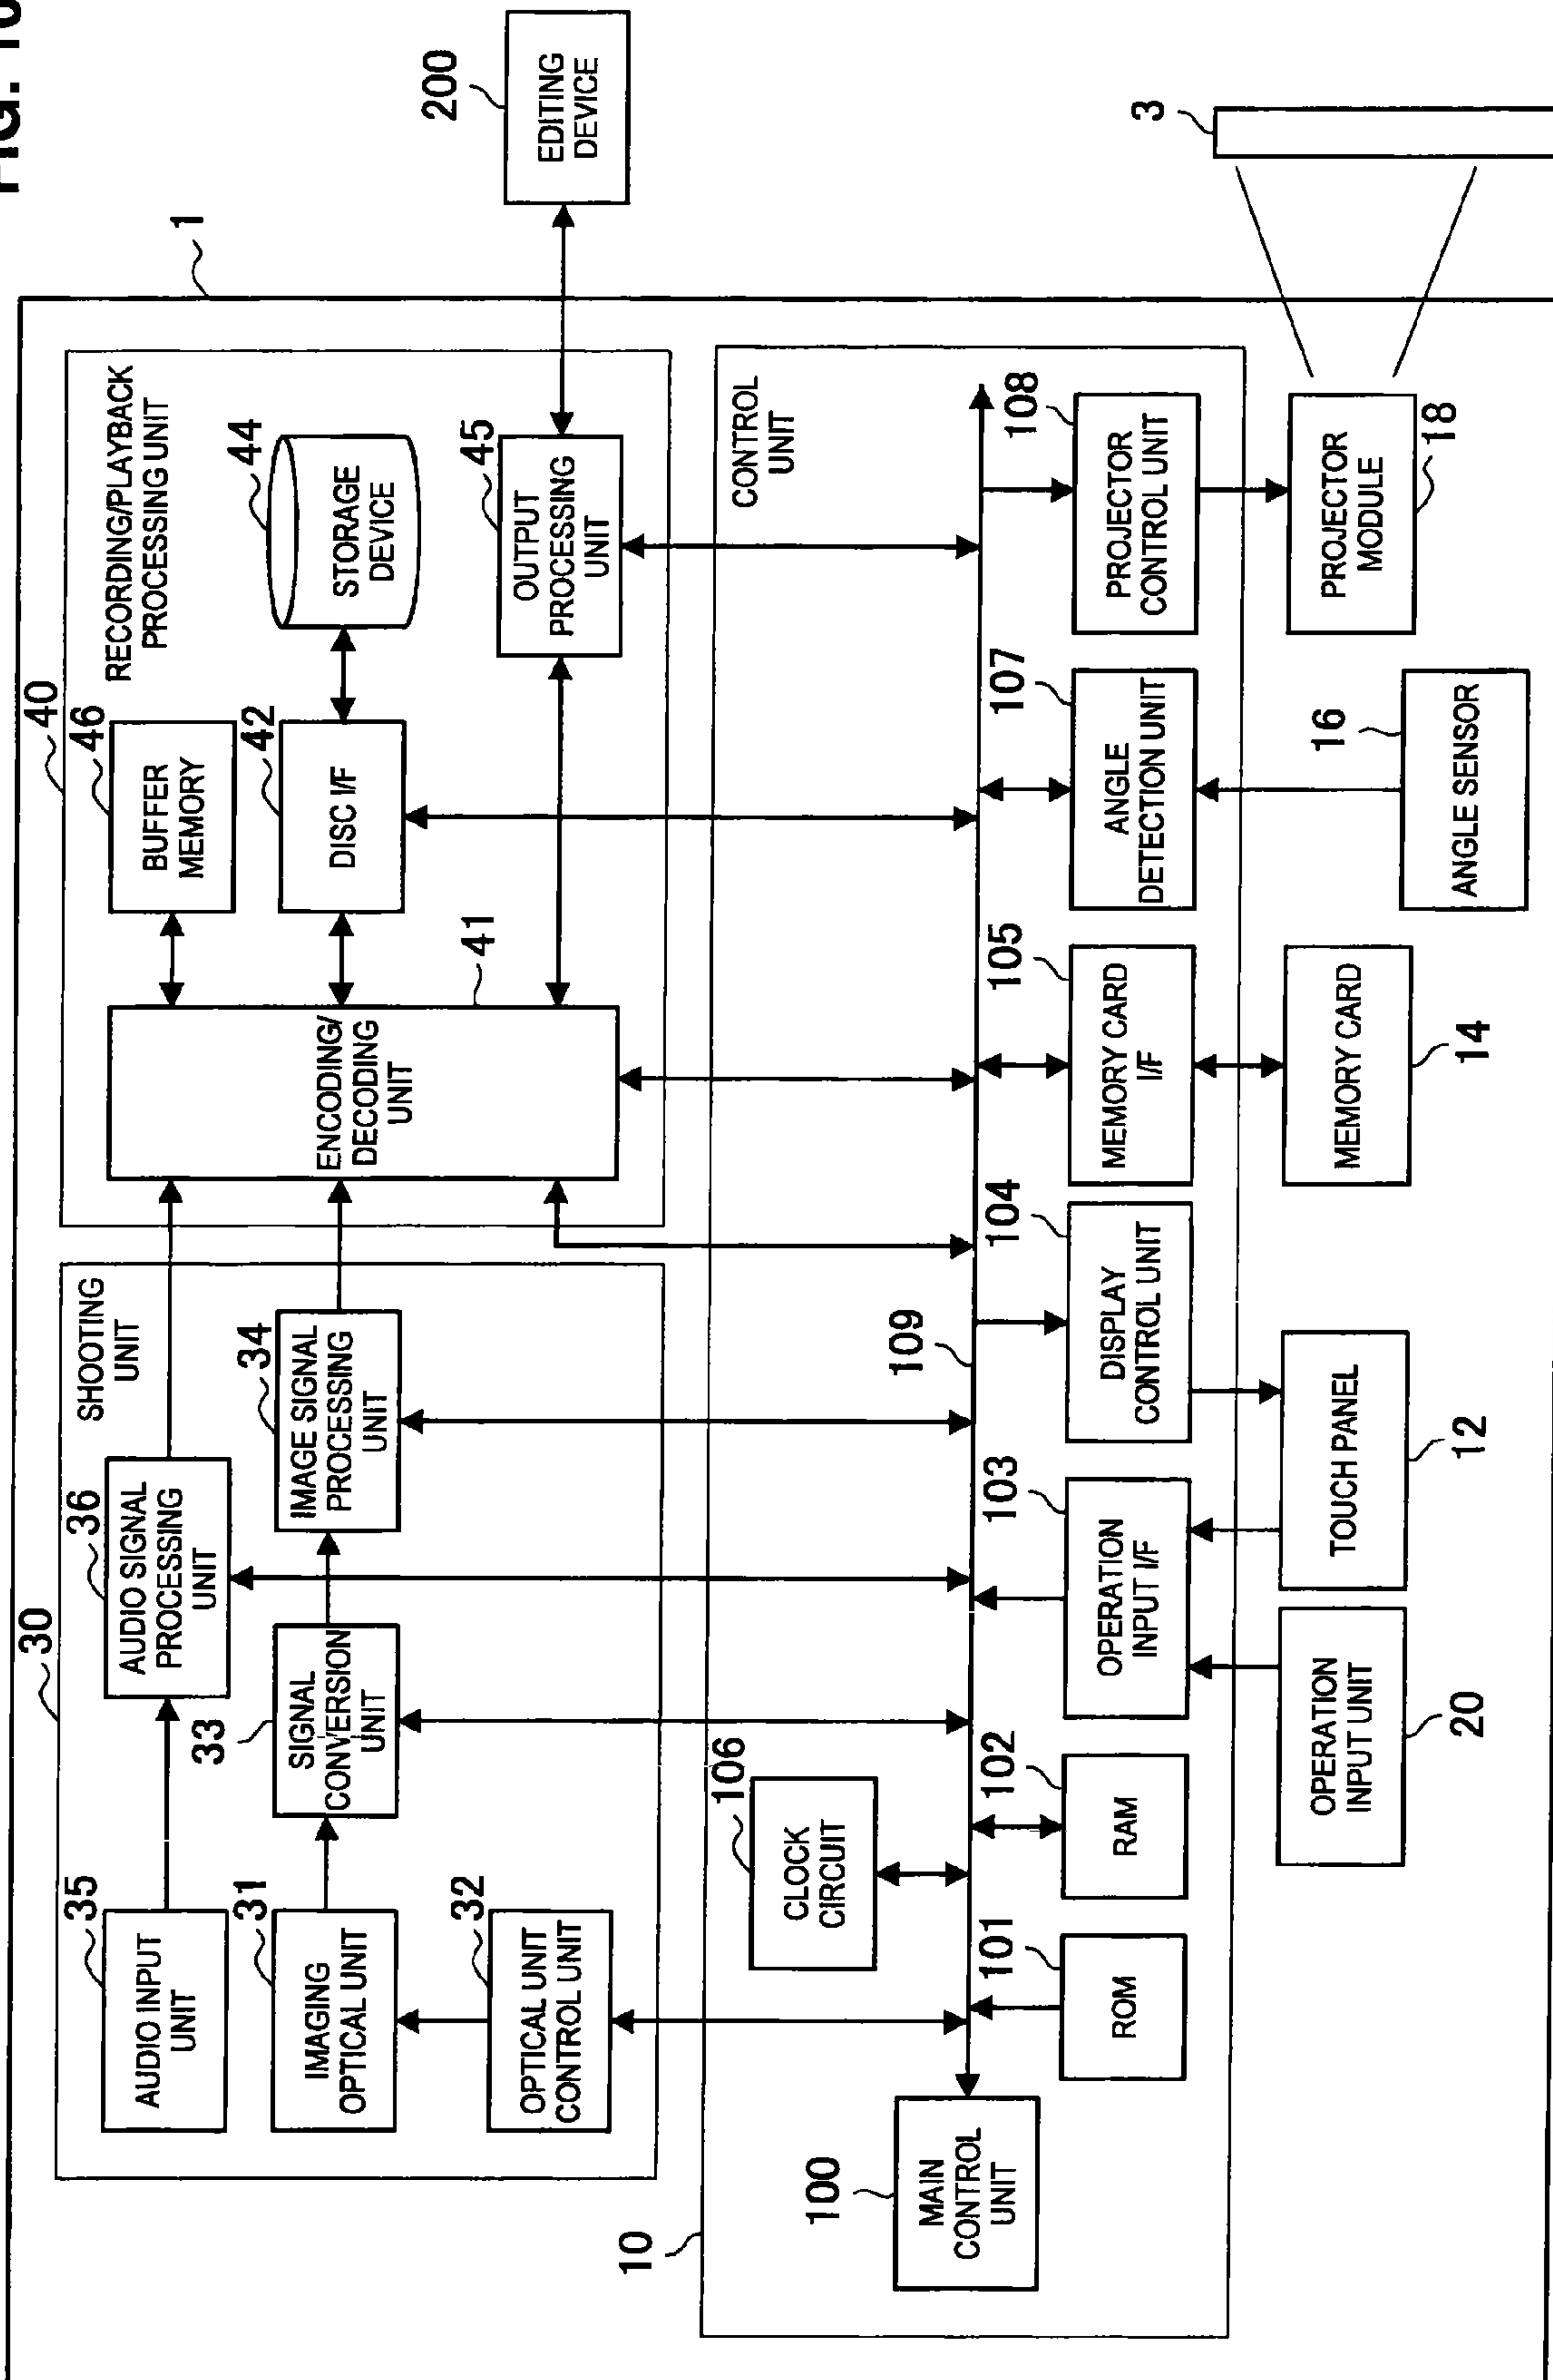 FIG.
1
30
SHOOTING
UNIT
35
AUDIO INPUT
UNIT
36
AUDIO SIGNAL
PROCESSING
UNIT
31
IMAGING
OPTICAL UNIT
33
SIGNAL
CONVERSION
UNIT
34
IMAGE SIGNAL
PROCESSING
UNIT
32
OPTICAL UNIT
CONTROL UNIT
40
RECORDING/PLAYBACK
PROCESSING UNIT
46
BUFFER
MEMORY
42
DISC I/F
44
STORAGE
DEVICE
41
ENCODING/
DECODING
UNIT
45
OUTPUT
PROCESSING
UNIT
200
EDITING
DEVICE
10
CONTROL
UNIT
106
CLOCK
CIRCUIT
109
100
MAIN
CONTROL
UNIT
101
ROM
102
RAM
103
OPERATION
INPUT I/F
104
DISPLAY
CONTROL UNIT
105
MEMORY CARD
I/F
107
ANGLE
DETECTION UNIT
108
PROJECTOR
CONTROL UNIT
OPERATION
INPUT UNIT
20
TOUCH PANEL
12
MEMORY CARD
14
16
ANGLE SENSOR
PROJECTOR
MODULE
18
3